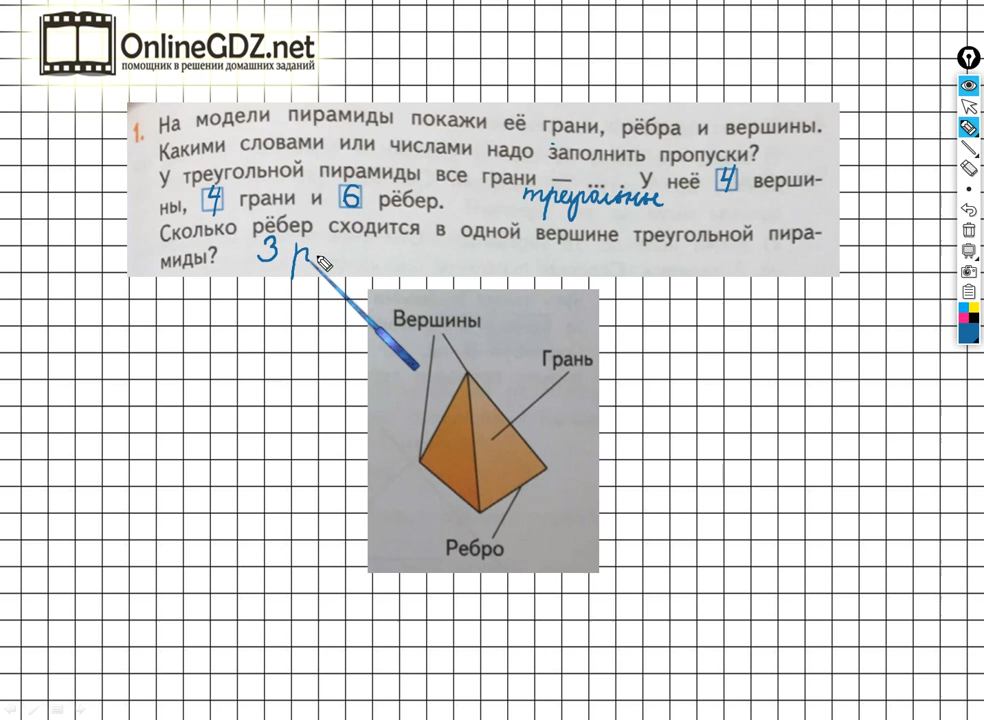 OnlineGDZ.net
помощник в решении домашних заданий
1. На модели пирамиды покажи её грани, рёбра и вершины.
Какими словами или числами надо заполнить пропуски?
У треугольной пирамиды все грани — ... . У неё 4 верши-
треугольные
ны, 4 грани и 6 рёбер.
Сколько рёбер сходится в одной вершине треугольной пира-
миды? 3 р
Вершины
Грань
Ребро